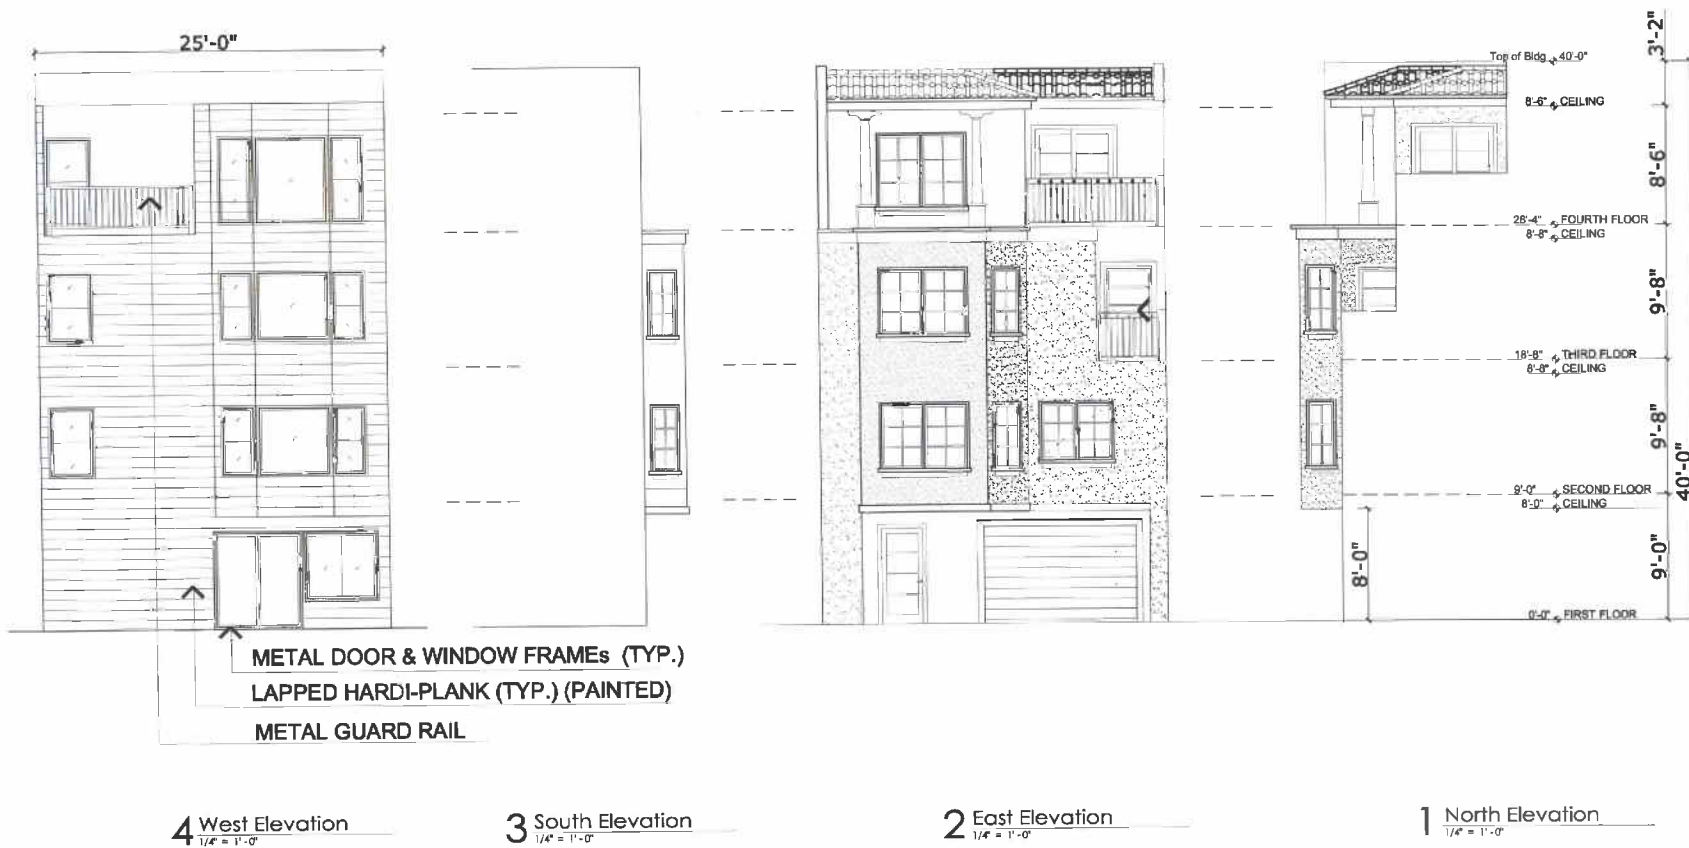 25'-0"
3'-2"
Top of Bldg 40'-0"
8'-6" CEILING
8'-6"
28'-4" FOURTH FLOOR
8'-8" CEILING
9'-8"
18'-8" THIRD FLOOR
8'-8" CEILING
9'-8"
40'-0"
9'-0" SECOND FLOOR
8'-0" CEILING
8'-0"
9'-0"
0'-0" FIRST FLOOR
METAL DOOR & WINDOW FRAMEs (TYP.)
LAPPED HARDI-PLANK (TYP.) (PAINTED)
METAL GUARD RAIL
4 West Elevation
1/4" = 1'-0"
3 South Elevation
1/4" = 1'-0"
2 East Elevation
1/4" = 1'-0"
1 North Elevation
1/4" = 1'-0"